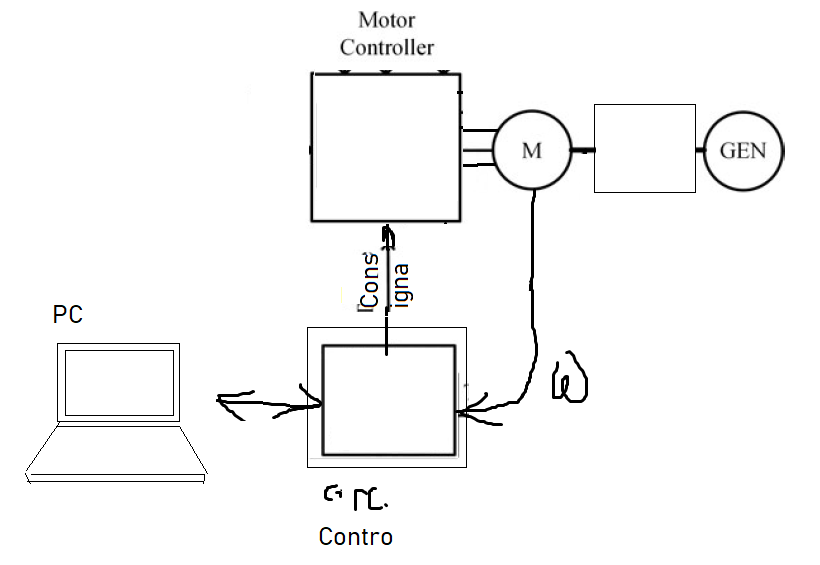 Motor
Controller
M
GEN
Cons
igna
PC
Contro